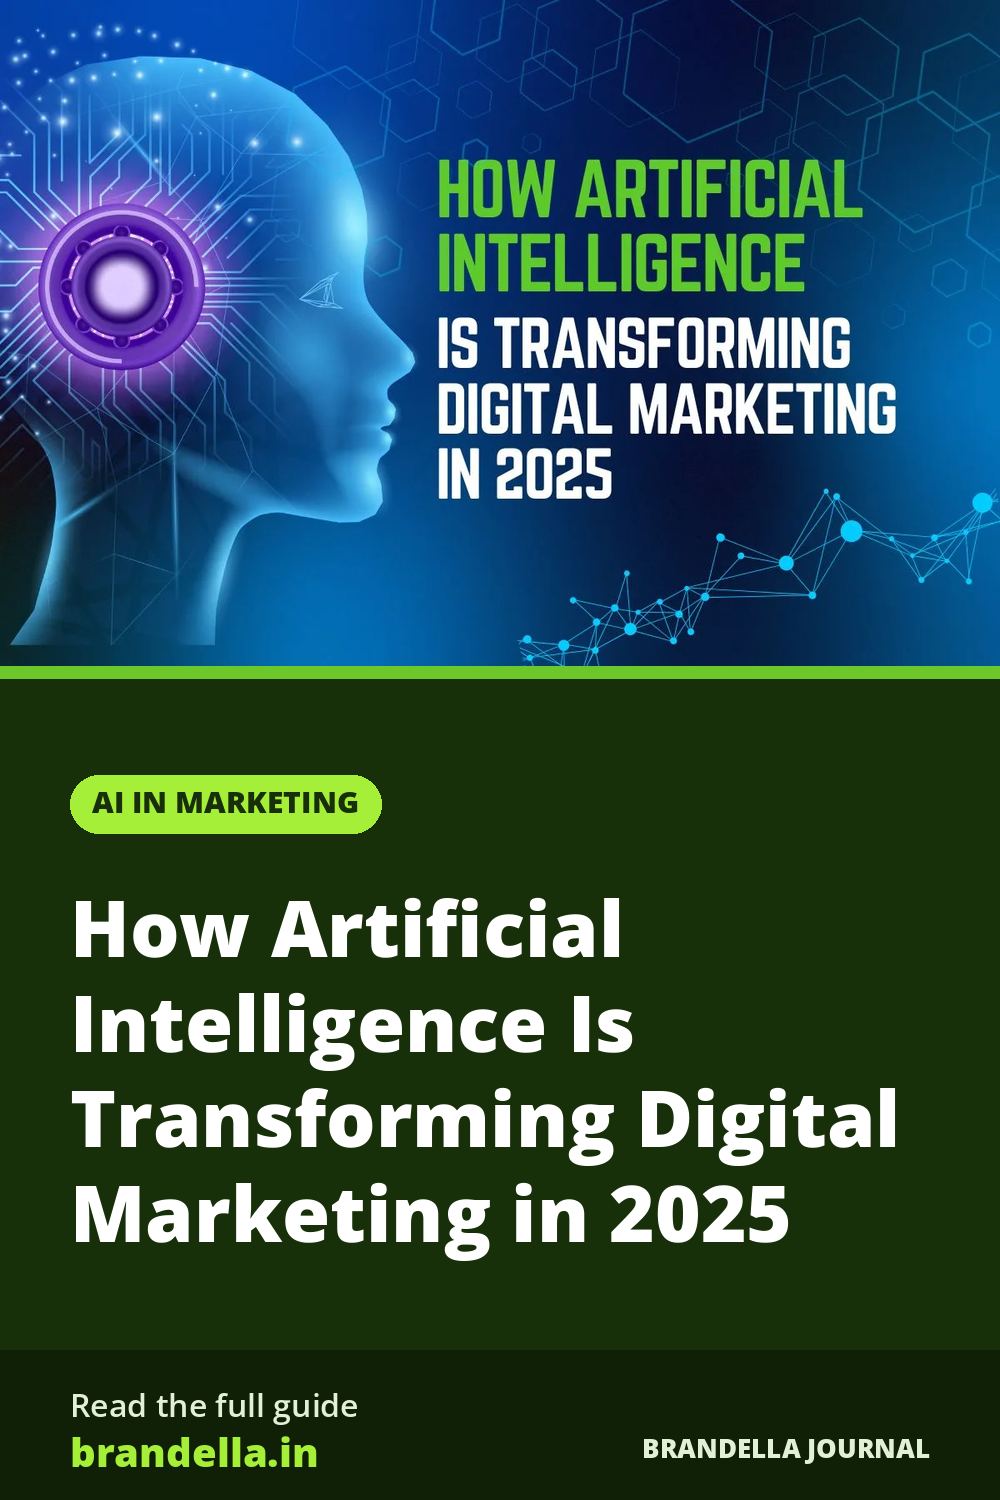 HOW ARTIFICIAL
INTELLIGENCE
IS TRANSFORMING
DIGITAL MARKETING
IN 2025
AI IN MARKETING
How Artificial
Intelligence Is
Transforming Digital
Marketing in 2025
Read the full guide
brandella.in
BRANDELLA JOURNAL